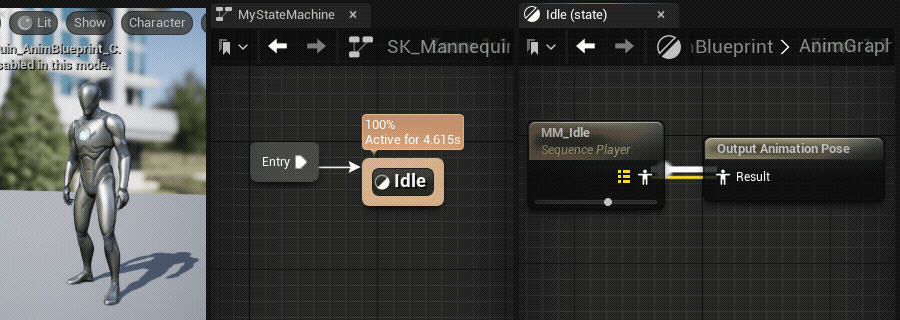 Lit
Show
Character
uin_AnimBlueprint_C.
sabled in this mode.
MyStateMachine
SK_Mannequin
100%
Active for 4.615s
Entry
Idle
Idle (state)
Blueprint > AnimGraph
MM_Idle
Sequence Player
Output Animation Pose
Result